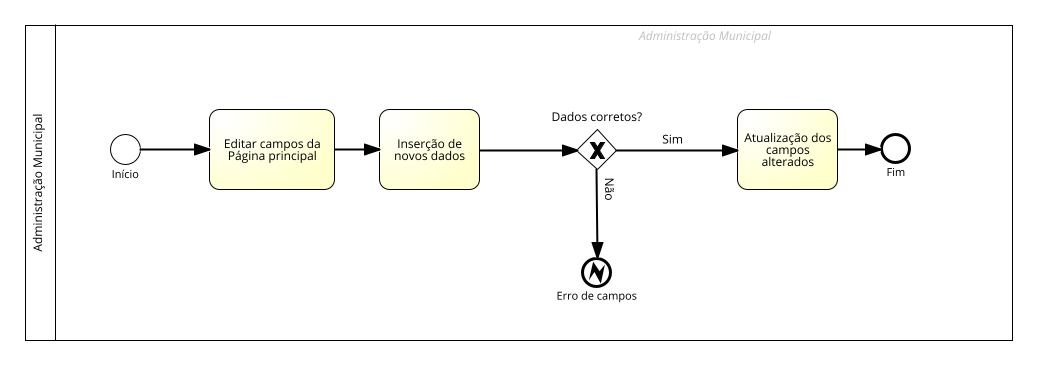 Administração Municipal
Administração Municipal
Início
Editar campos da
Página principal
Inserção de
novos dados
Dados corretos?
Sim
Não
Erro de campos
Atualização dos
campos
alterados
Fim